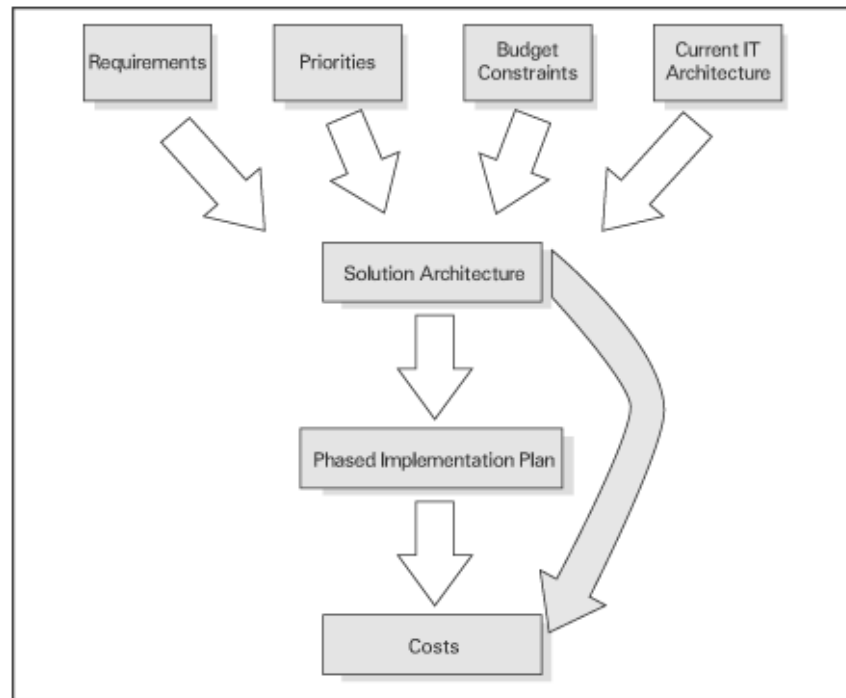 Requirements
Priorities
Budget
Constraints
Current IT
Architecture
Solution Architecture
Phased Implementation Plan
Costs